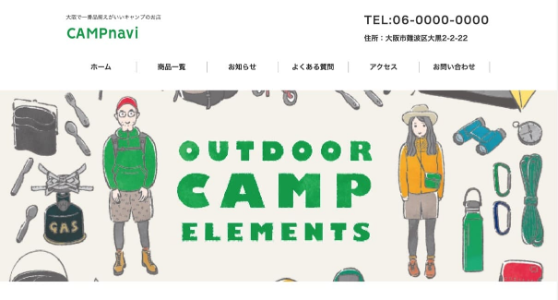 大阪で一番品揃えがいいキャンプのお店
CAMPnavi
TEL:06-0000-0000
住所：大阪市難波区大黒2-2-22
ホーム
商品一覧
お知らせ
よくある質問
アクセス
お問い合わせ
OUTDOOR
CAMP
ELEMENTS
GAS